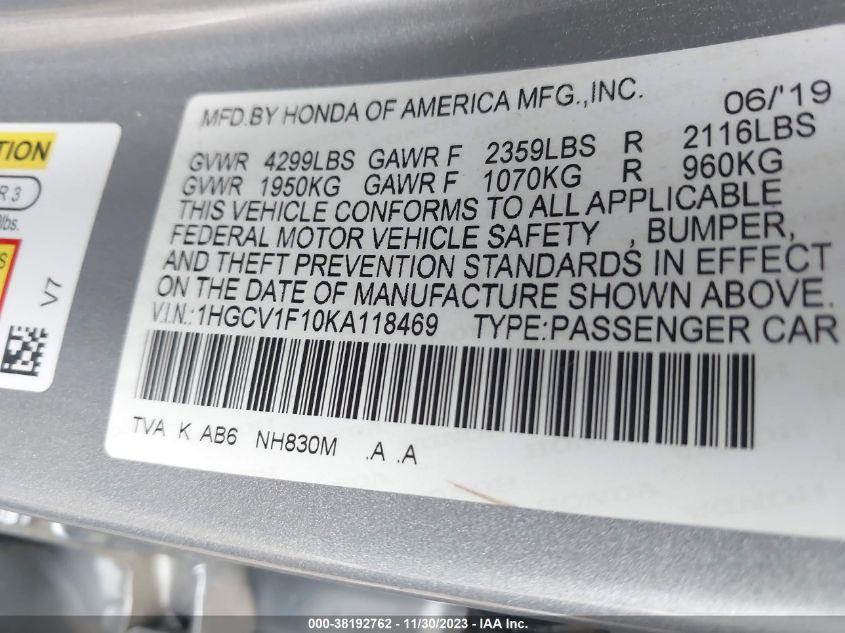 TION
R 3
lbs.
S
V7
MFD.BY HONDA OF AMERICA MFG.,INC. 06/'19
GVWR 4299LBS GAWR F 2359LBS R 2116LBS
GVWR 1950KG GAWR F 1070KG R 960KG
THIS VEHICLE CONFORMS TO ALL APPLICABLE
FEDERAL MOTOR VEHICLE SAFETY , BUMPER,
AND THEFT PREVENTION STANDARDS IN EFFECT
ON THE DATE OF MANUFACTURE SHOWN ABOVE.
V.I.N.: 1HGCV1F10KA118469 TYPE:PASSENGER CAR
TVA K AB6 NH830M .A .A
000-38192762 - 11/30/2023 - IAA Inc.